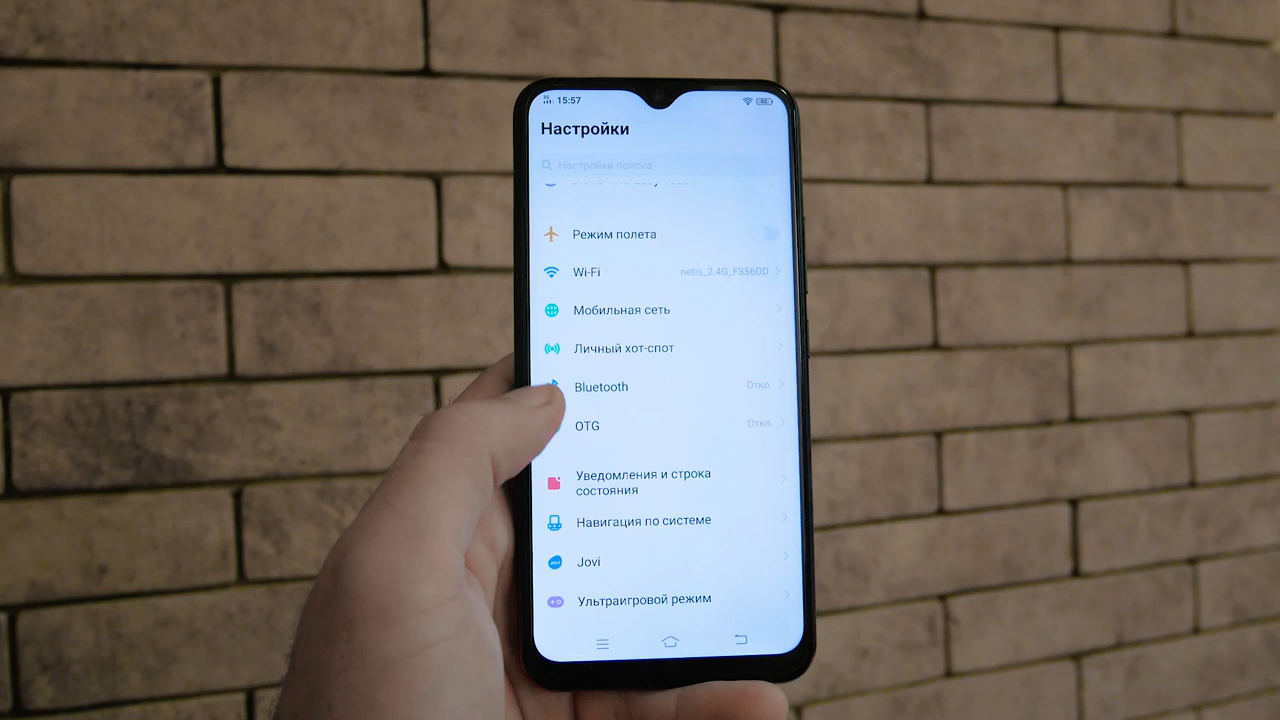 15:57
Настройки
Настройки поиска
Режим полета
Wi-Fi netis_2.4G_F856DD
Мобильная сеть
Личный хот-спот
Bluetooth Откл.
OTG Откл.
Уведомления и строка
состояния
Навигация по системе
Jovi
Ультраигровой режим